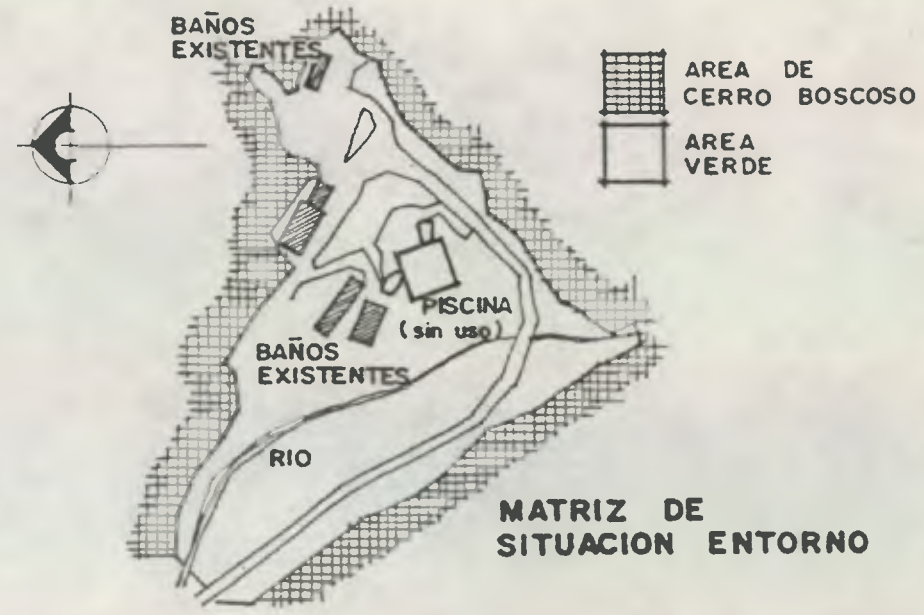 BAÑOS
EXISTENTES
AREA DE
CERRO BOSCOSO
AREA
VERDE
PISCINA
(sin uso)
BAÑOS
EXISTENTES
RIO
MATRIZ DE
SITUACION ENTORNO